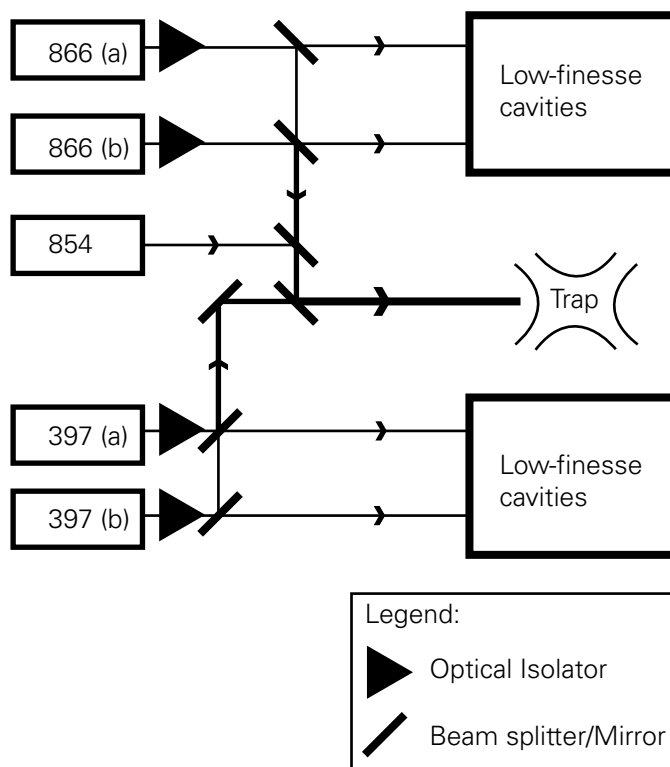 866 (a)
Low-finesse
cavities
866 (b)
854
Trap
397 (a)
Low-finesse
cavities
397 (b)
Legend:
Optical Isolator
Beam splitter/Mirror